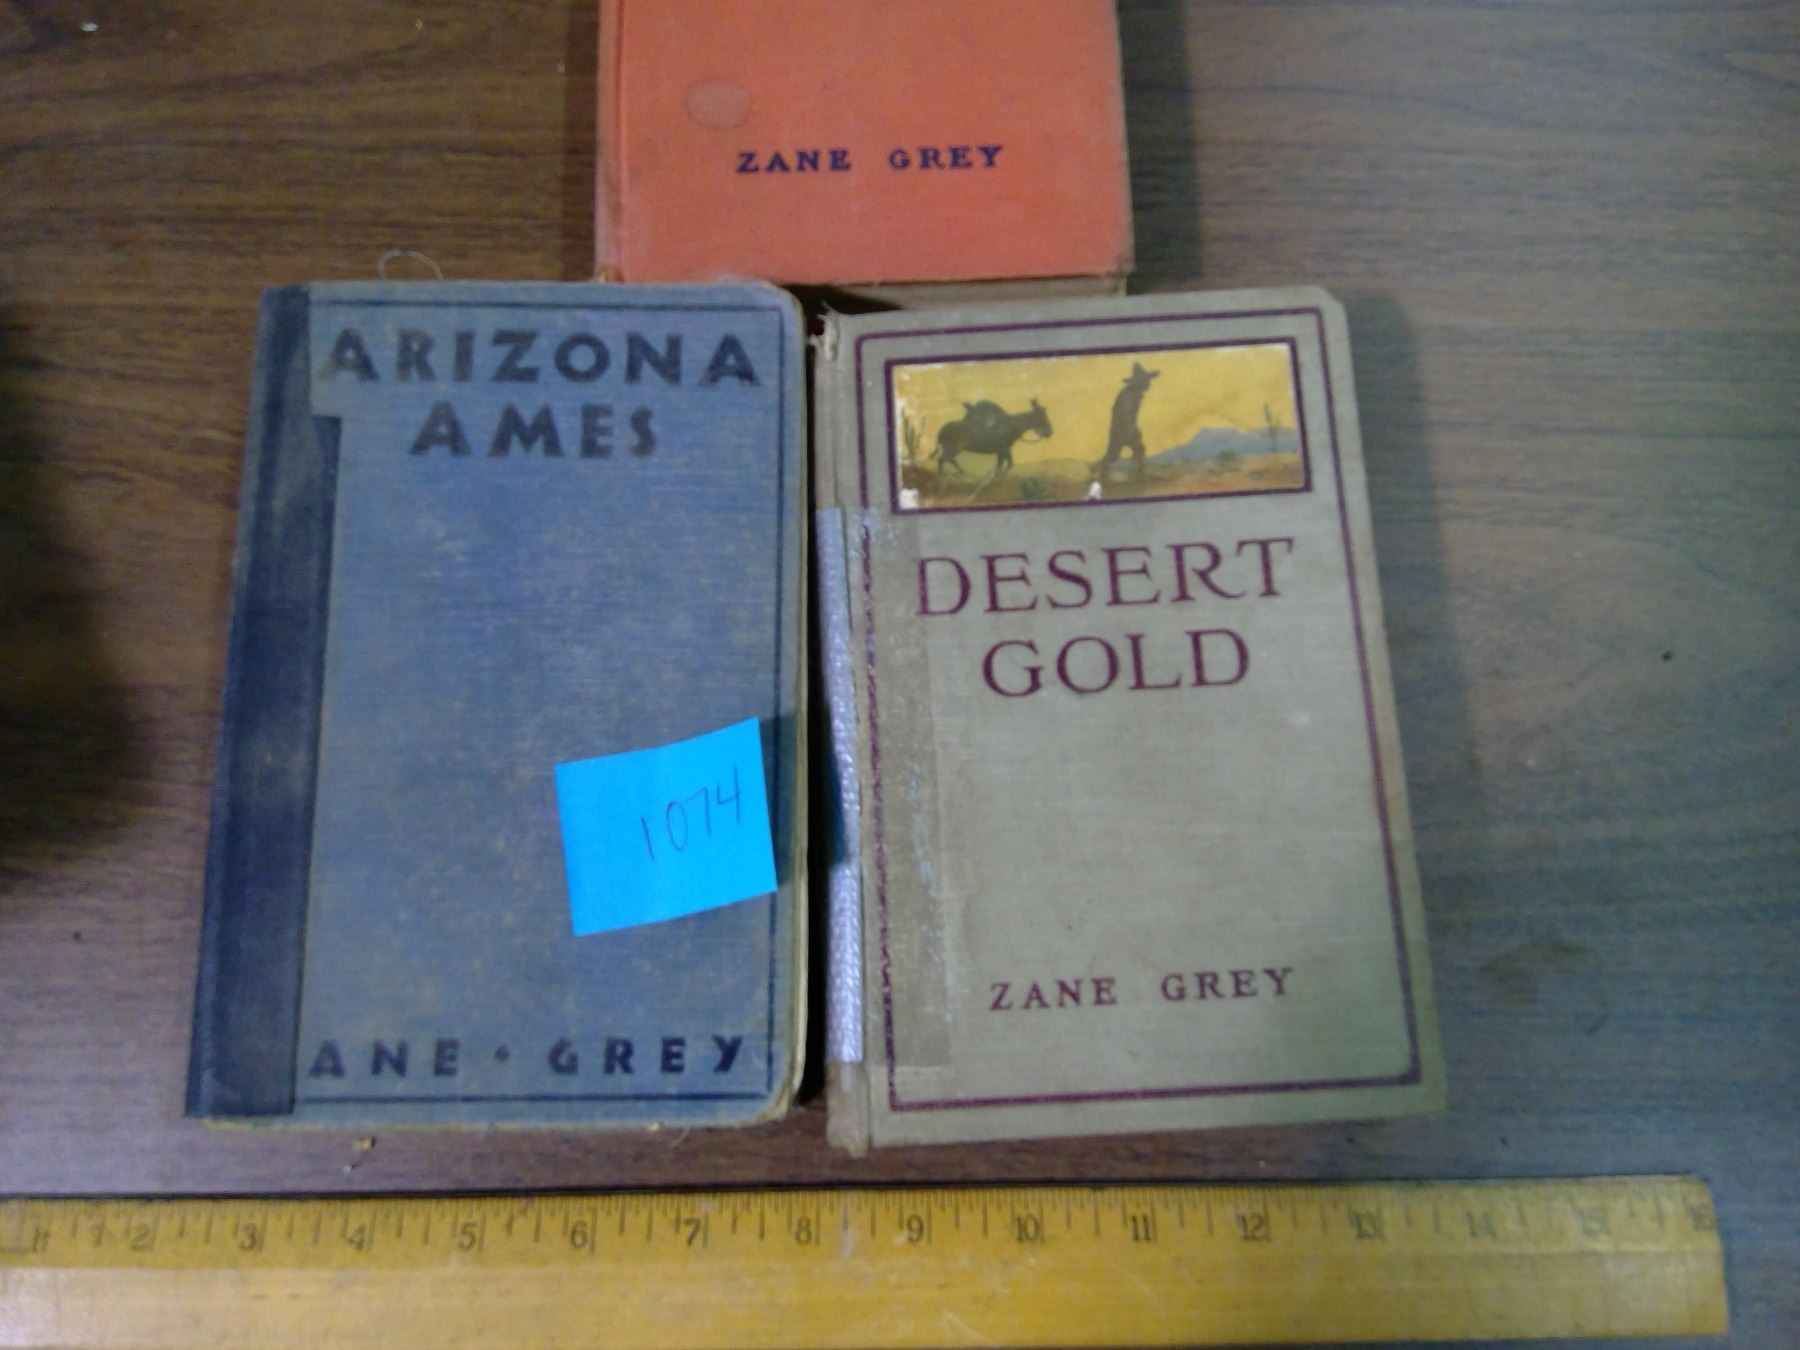 ZANE GREY
ARIZONA
AMES
1074
ANE • GREY
DESERT
GOLD
ZANE GREY
2 3 4 5 6 7 8 9 10 11 12 13 14 15 16